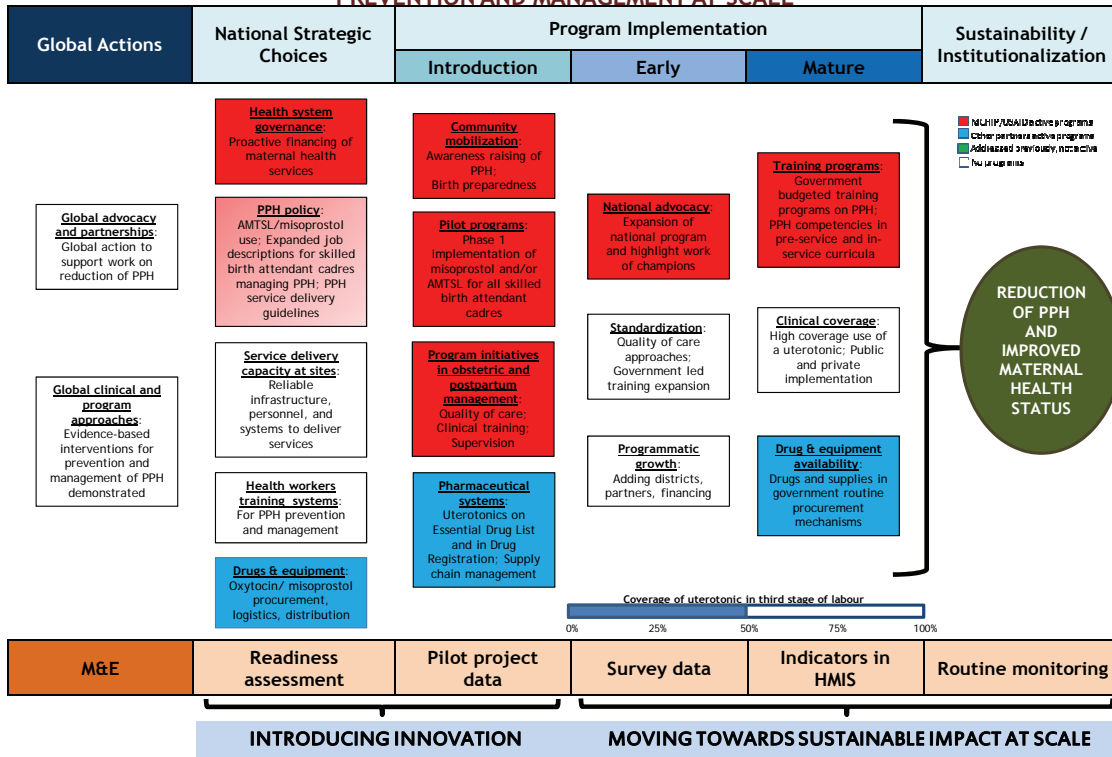 PREVENTION AND MANAGEMENT AT SCALE
Global Actions
National Strategic
Choices
Program Implementation
Introduction
Early
Mature
Sustainability /
Institutionalization
Global advocacy
and partnerships:
Global action to
support work on
reduction of PPH
Global clinical and
program
approaches:
Evidence-based
interventions for
prevention and
management of PPH
demonstrated
Health system
governance:
Proactive financing of
maternal health
services
PPH policy:
AMTSL/misoprostol
use; Expanded job
descriptions for skilled
birth attendant cadres
managing PPH; PPH
service delivery
guidelines
Service delivery
capacity at sites:
Reliable
infrastructure,
personnel, and
systems to deliver
services
Health workers
training systems:
For PPH prevention
and management
Drugs & equipment:
Oxytocin/ misoprostol
procurement,
logistics, distribution
Community
mobilization:
Awareness raising of
PPH;
Birth preparedness
Pilot programs:
Phase 1
implementation of
misoprostol and/or
AMTSL for all skilled
birth attendant
cadres
Program initiatives
in obstetric and
postpartum
management:
Quality of care;
Clinical training;
Supervision
Pharmaceutical
systems:
Uterotonics on
Essential Drug List
and in Drug
Registration; Supply
chain management
National advocacy:
Expansion of
national program
and highlight work
of champions
Standardization:
Quality of care
approaches;
Government led
training expansion
Programmatic
growth:
Adding districts,
partners, financing
Training programs:
Government
budgeted training
programs on PPH;
PPH competencies in
pre-service and in-
service curricula
Clinical coverage:
High coverage use of
a uterotonic; Public
and private
implementation
Drug & equipment
availability:
Drugs and supplies in
government routine
procurement
mechanisms
MCHIP/USAID active programs
Other partners active programs
Addressed previously, not active
No programs
REDUCTION
OF PPH
AND
IMPROVED
MATERNAL
HEALTH
STATUS
Coverage of uterotonic in third stage of labour
0% 25% 50% 75% 100%
M&E
Readiness
assessment
Pilot project
data
Survey data
Indicators in
HMIS
Routine monitoring
INTRODUCING INNOVATION
MOVING TOWARDS SUSTAINABLE IMPACT AT SCALE